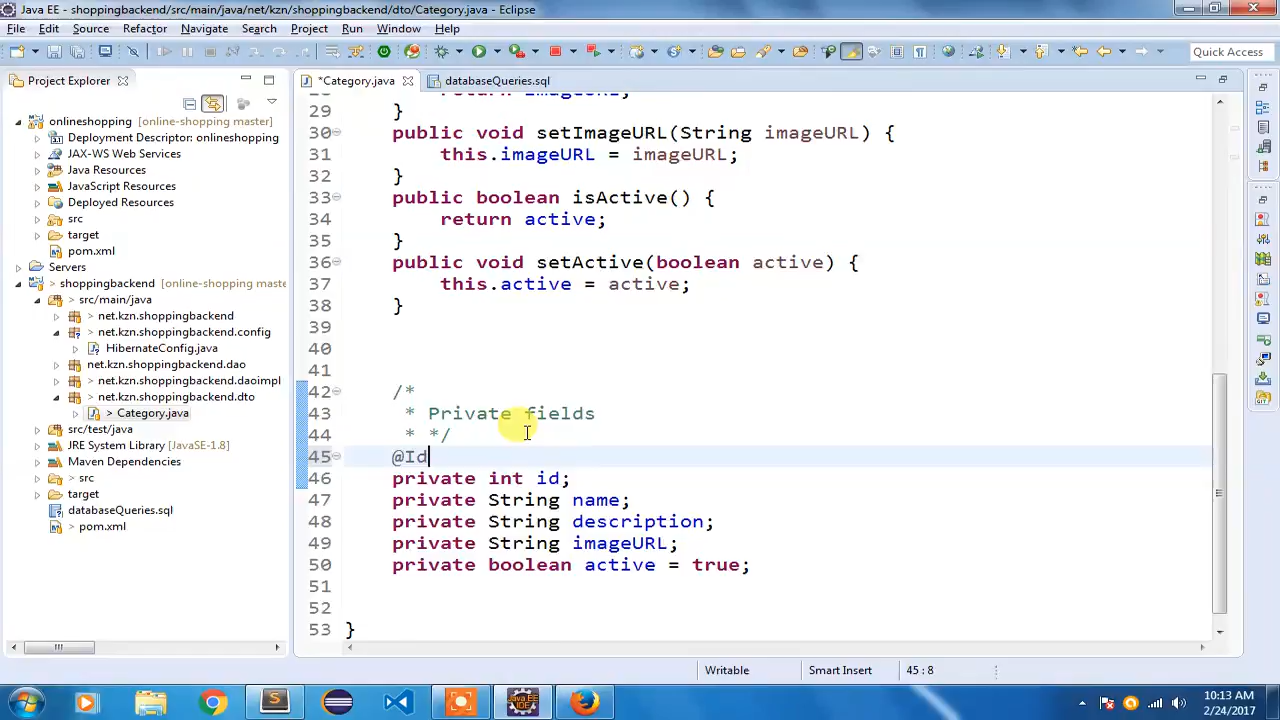 Java EE - shoppingbackend/src/main/java/net/kzn/shoppingbackend/dto/Category.java - Eclipse
File Edit Source Refactor Navigate Search Project Run Window Help
Quick Access
Project Explorer
*Category.java
databaseQueries.sql
onlineshopping [online-shopping master]
Deployment Descriptor: onlineshopping
JAX-WS Web Services
Java Resources
JavaScript Resources
Deployed Resources
src
target
pom.xml
Servers
> shoppingbackend [online-shopping mast
> src/main/java
> net.kzn.shoppingbackend
> net.kzn.shoppingbackend.config
HibernateConfig.java
net.kzn.shoppingbackend.dao
> net.kzn.shoppingbackend.daoimpl
> net.kzn.shoppingbackend.dto
> Category.java
src/test/java
JRE System Library [JavaSE-1.8]
Maven Dependencies
> src
target
databaseQueries.sql
> pom.xml
28 return imageURL;
29 }
30 public void setImageURL(String imageURL) {
31 this.imageURL = imageURL;
32 }
33 public boolean isActive() {
34 return active;
35 }
36 public void setActive(boolean active) {
37 this.active = active;
38 }
39
40
41
42 /*
43 * Private fields
44 * */
45 @Id
46 private int id;
47 private String name;
48 private String description;
49 private String imageURL;
50 private boolean active = true;
51
52
53 }
Writable Smart Insert 45 : 8
Java EE IDE
10:13 AM
2/24/2017